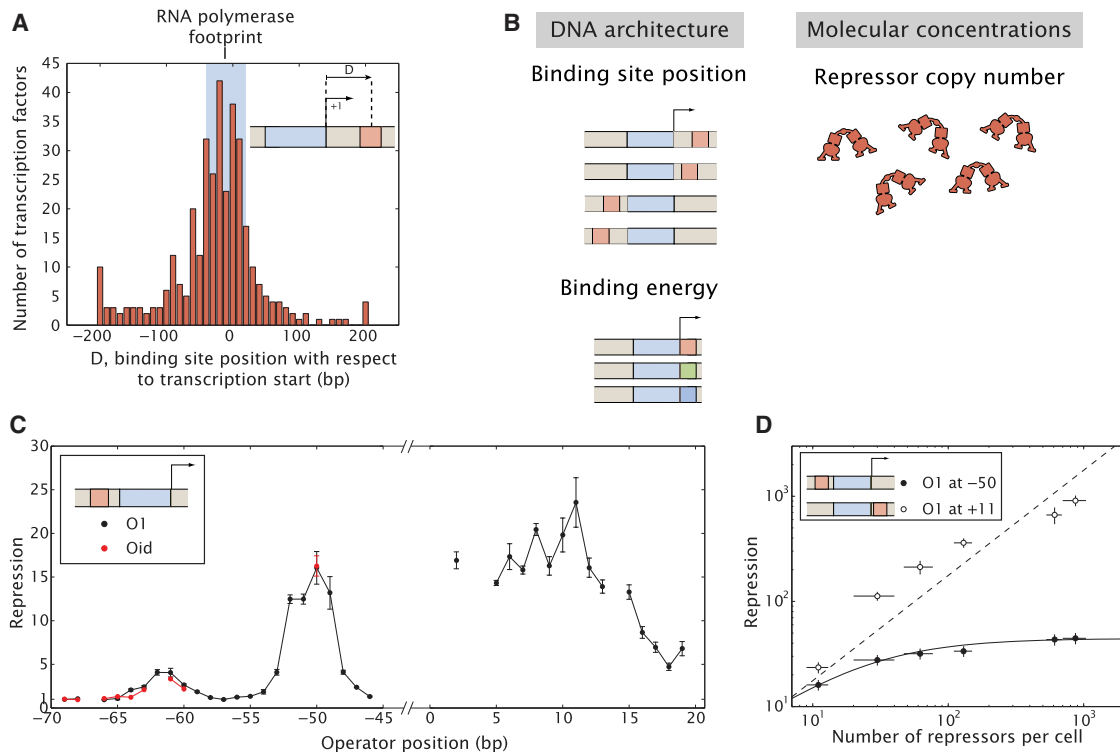 A
RNA polymerase
footprint
Number of transcription factors
45
40
35
30
25
20
15
10
5
0
−200
−100
0
100
200
D, binding site position with respect
to transcription start (bp)
D
+1
B
DNA architecture
Binding site position
Binding energy
Molecular concentrations
Repressor copy number
C
Repression
30
25
20
15
10
5
1
−70
−65
−60
−55
−50
−45
0
5
10
15
20
Operator position (bp)
O1
Oid
D
Repression
10³
10²
10¹
10¹
10²
10³
Number of repressors per cell
O1 at −50
O1 at +11